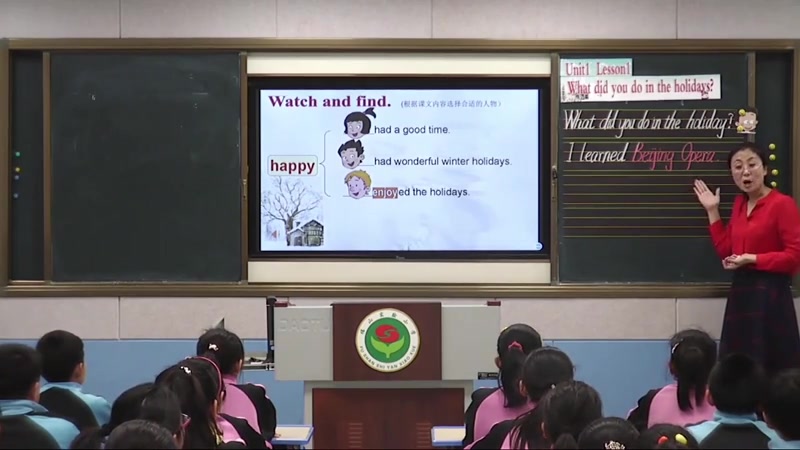 Watch and find. (根据课文内容选择合适的人物)
had a good time.
had wonderful winter holidays.
happy
enjoyed the holidays.
Unit1 Lesson1
What did you do in the holidays?
What did you do in the holiday?
I learned Beijing Opera.